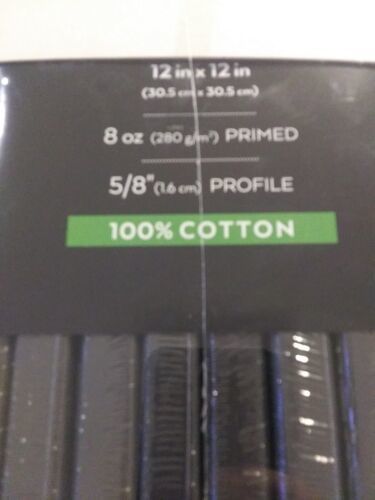 12 in x 12 in
(30.5 cm x 30.5 cm)
8 oz (280 g/m²) PRIMED
5/8" (1.6 cm) PROFILE
100% COTTON